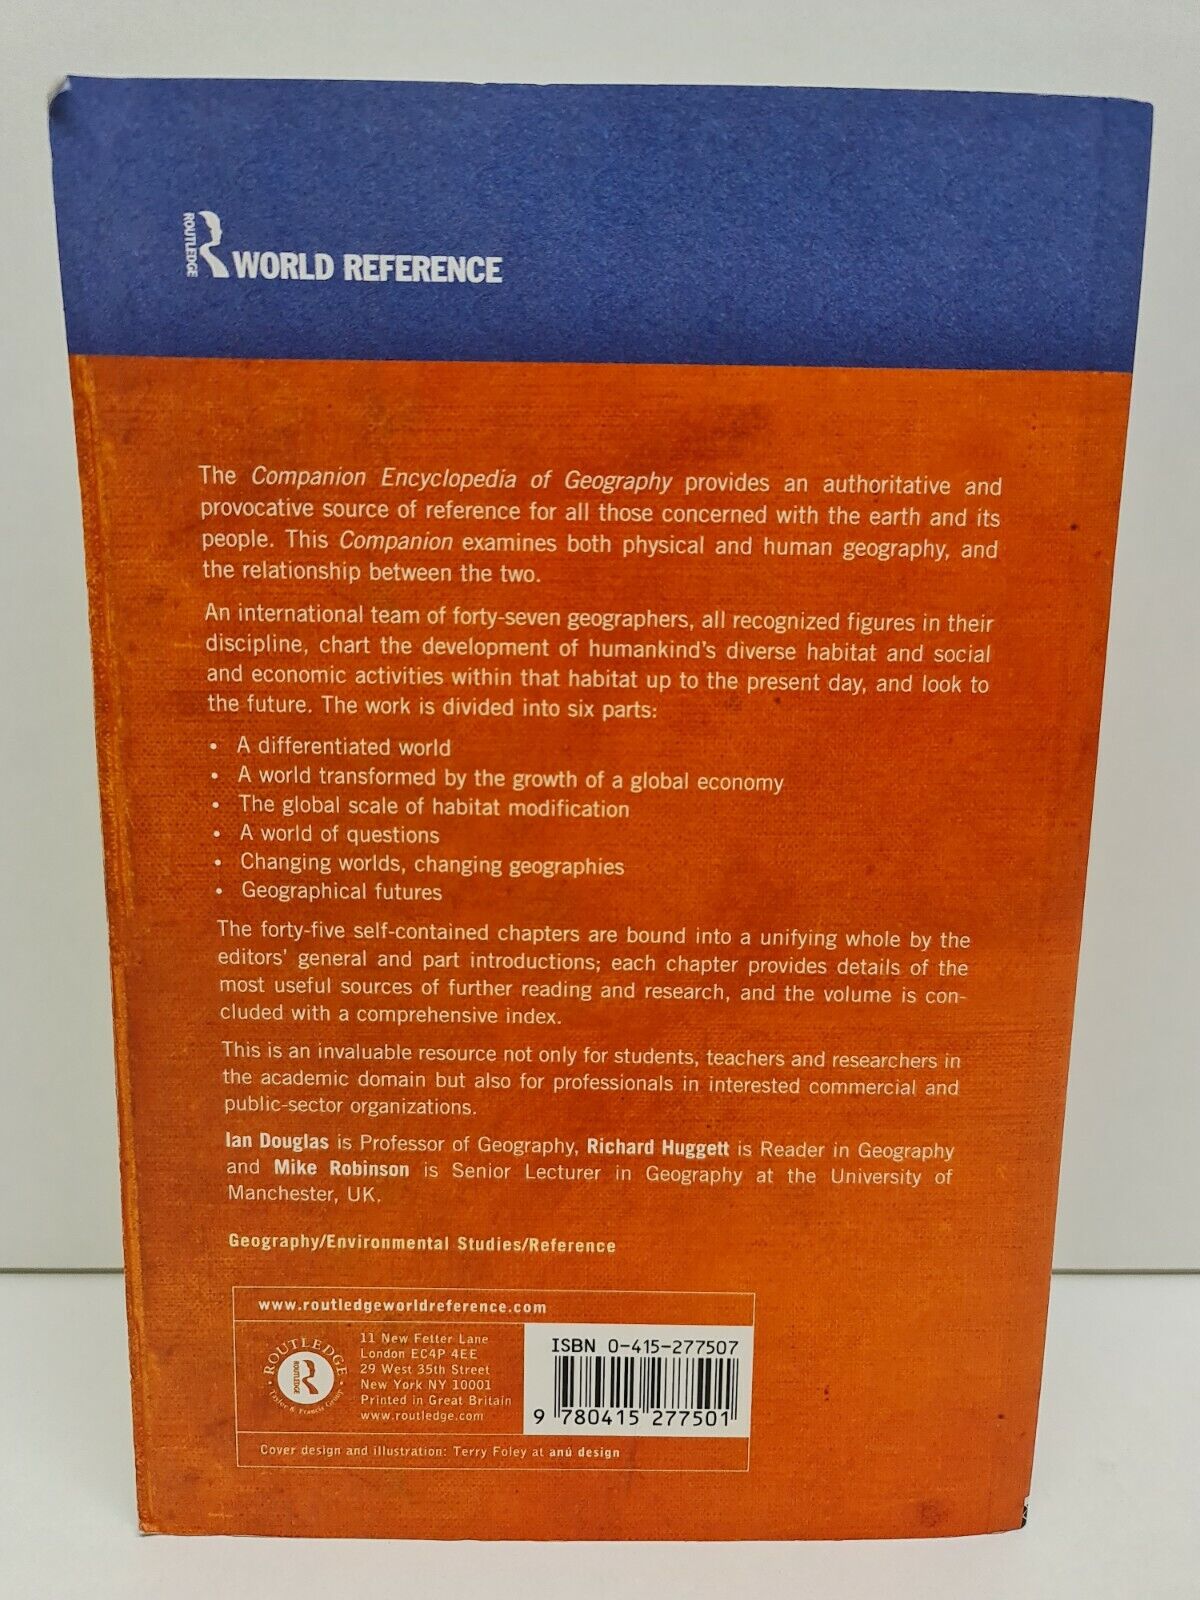 ROUTLEDGE
WORLD REFERENCE
The Companion Encyclopedia of Geography provides an authoritative and
provocative source of reference for all those concerned with the earth and its
people. This Companion examines both physical and human geography, and
the relationship between the two.
An international team of forty-seven geographers, all recognized figures in their
discipline, chart the development of humankind's diverse habitat and social
and economic activities within that habitat up to the present day, and look to
the future. The work is divided into six parts:
• A differentiated world
• A world transformed by the growth of a global economy
• The global scale of habitat modification
• A world of questions
• Changing worlds, changing geographies
• Geographical futures
The forty-five self-contained chapters are bound into a unifying whole by the
editors' general and part introductions; each chapter provides details of the
most useful sources of further reading and research, and the volume is con-
cluded with a comprehensive index.
This is an invaluable resource not only for students, teachers and researchers in
the academic domain but also for professionals in interested commercial and
public-sector organizations.
Ian Douglas is Professor of Geography, Richard Huggett is Reader in Geography
and Mike Robinson is Senior Lecturer in Geography at the University of
Manchester, UK.
Geography/Environmental Studies/Reference
www.routledgeworldreference.com
ROUTLEDGE
ROUTLEDGE
Taylor & Francis Group
11 New Fetter Lane
London EC4P 4EE
29 West 35th Street
New York NY 10001
Printed in Great Britain
www.routledge.com
ISBN 0-415-277507
9 780415 277501
Cover design and illustration: Terry Foley at anú design